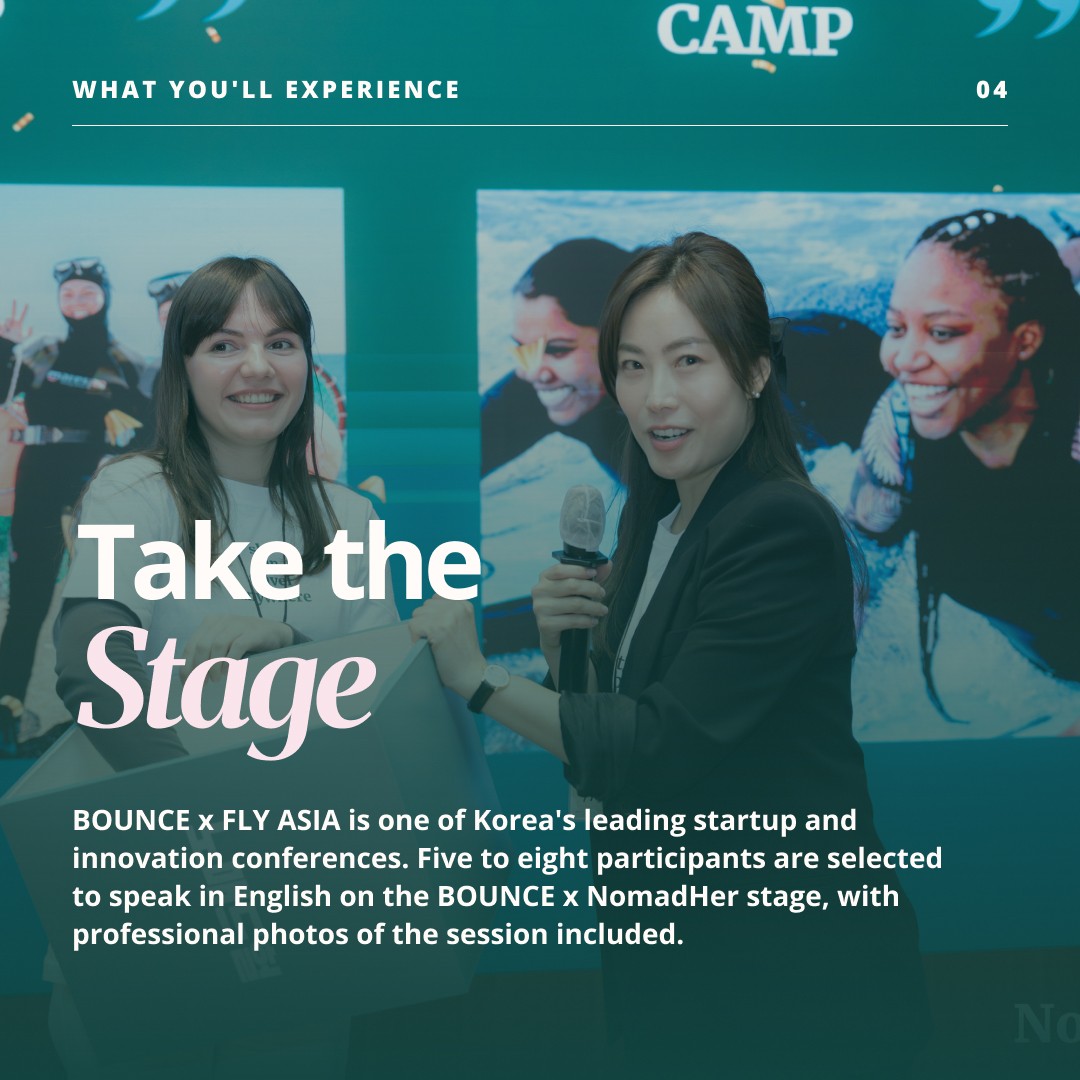 CAMP
WHAT YOU'LL EXPERIENCE
04
Take the
Stage
BOUNCE x FLY ASIA is one of Korea's leading startup and
innovation conferences. Five to eight participants are selected
to speak in English on the BOUNCE x NomadHer stage, with
professional photos of the session included.
No